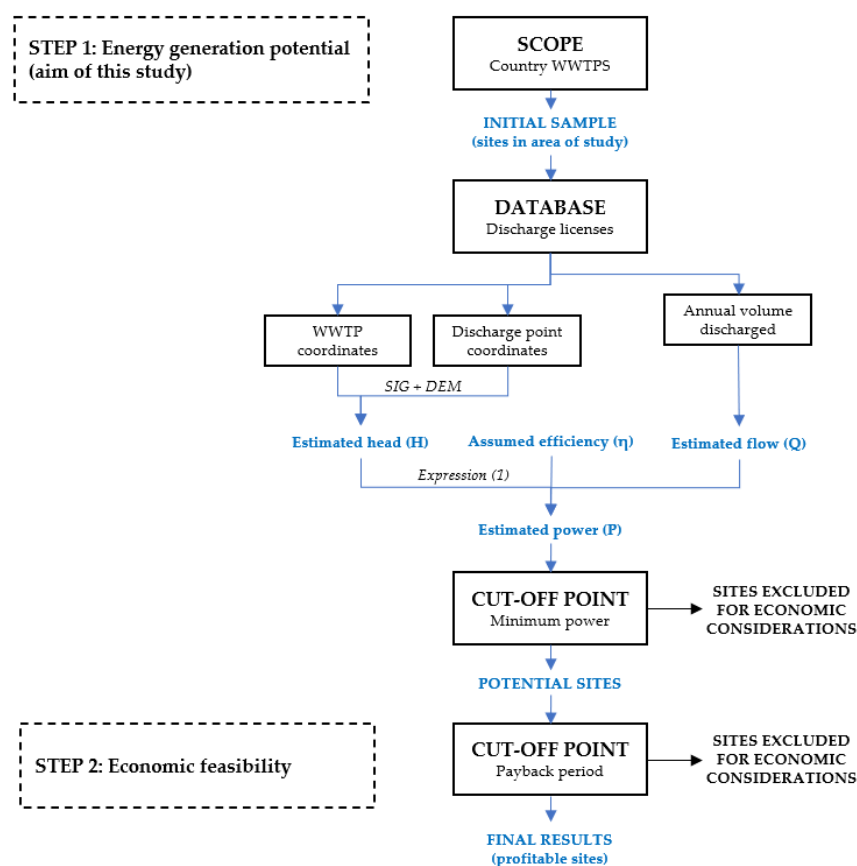 STEP 1: Energy generation potential
(aim of this study)
SCOPE
Country WWTPS
INITIAL SAMPLE
(sites in area of study)
DATABASE
Discharge licenses
WWTP
coordinates
Discharge point
coordinates
Annual volume
discharged
SIG + DEM
Estimated head (H)
Assumed efficiency (η)
Estimated flow (Q)
Expression (1)
Estimated power (P)
CUT-OFF POINT
Minimum power
SITES EXCLUDED
FOR ECONOMIC
CONSIDERATIONS
POTENTIAL SITES
STEP 2: Economic feasibility
CUT-OFF POINT
Payback period
SITES EXCLUDED
FOR ECONOMIC
CONSIDERATIONS
FINAL RESULTS
(profitable sites)